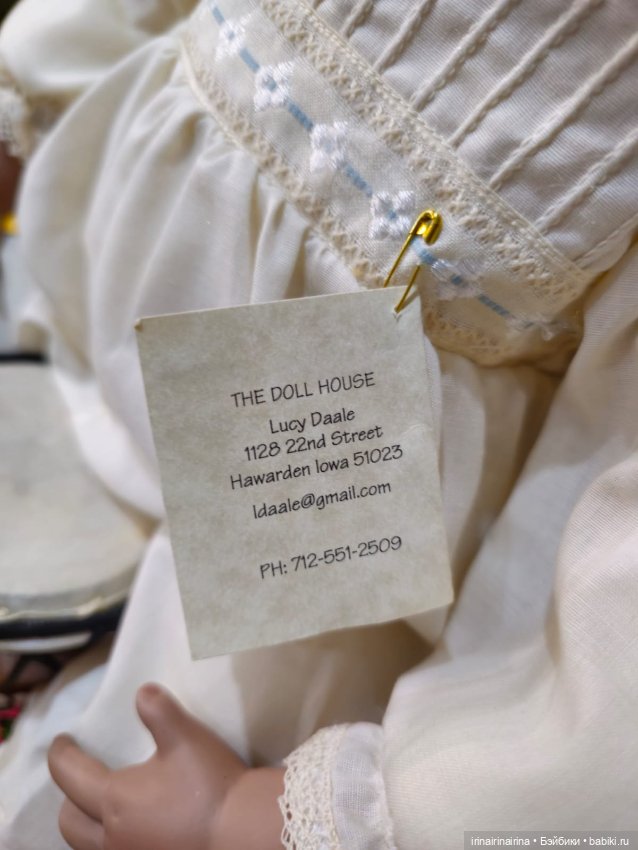 THE DOLL HOUSE
Lucy Daale
1128 22nd Street
Hawarden Iowa 51023
ldaale@gmail.com
PH: 712-551-2509
irinairinairina • Бэйбики • babiki.ru